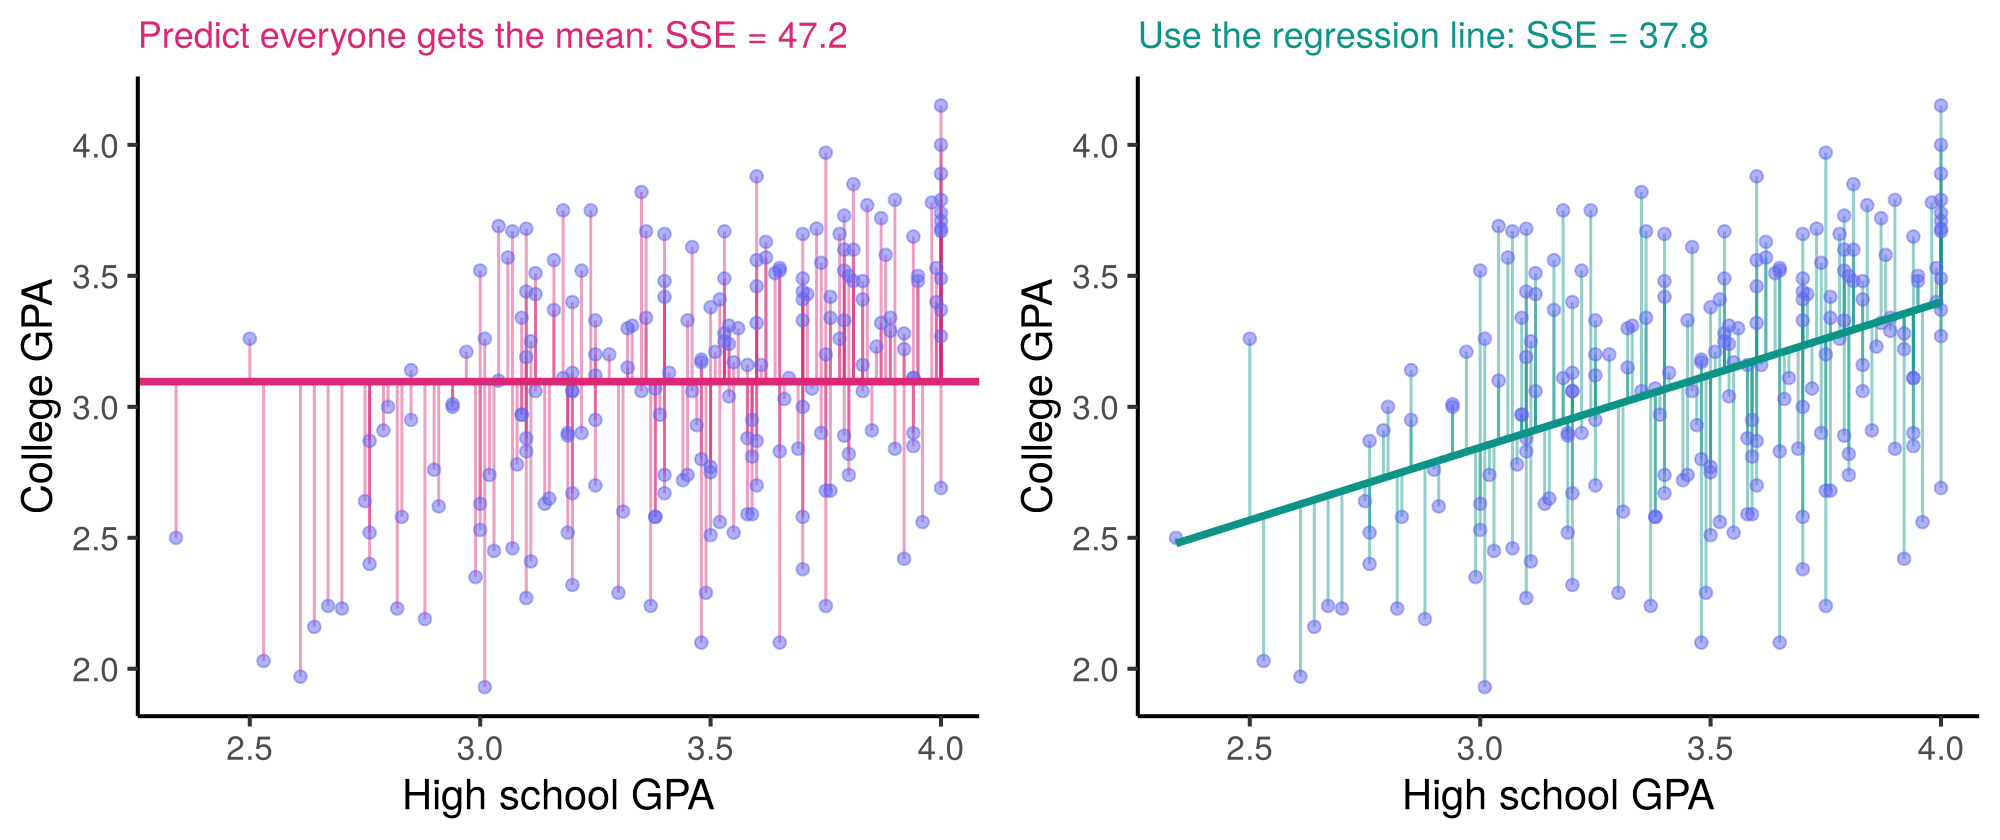 Predict everyone gets the mean: SSE = 47.2
College GPA
4.0
3.5
3.0
2.5
2.0
2.5 3.0 3.5 4.0
High school GPA
Use the regression line: SSE = 37.8
College GPA
4.0
3.5
3.0
2.5
2.0
2.5 3.0 3.5 4.0
High school GPA